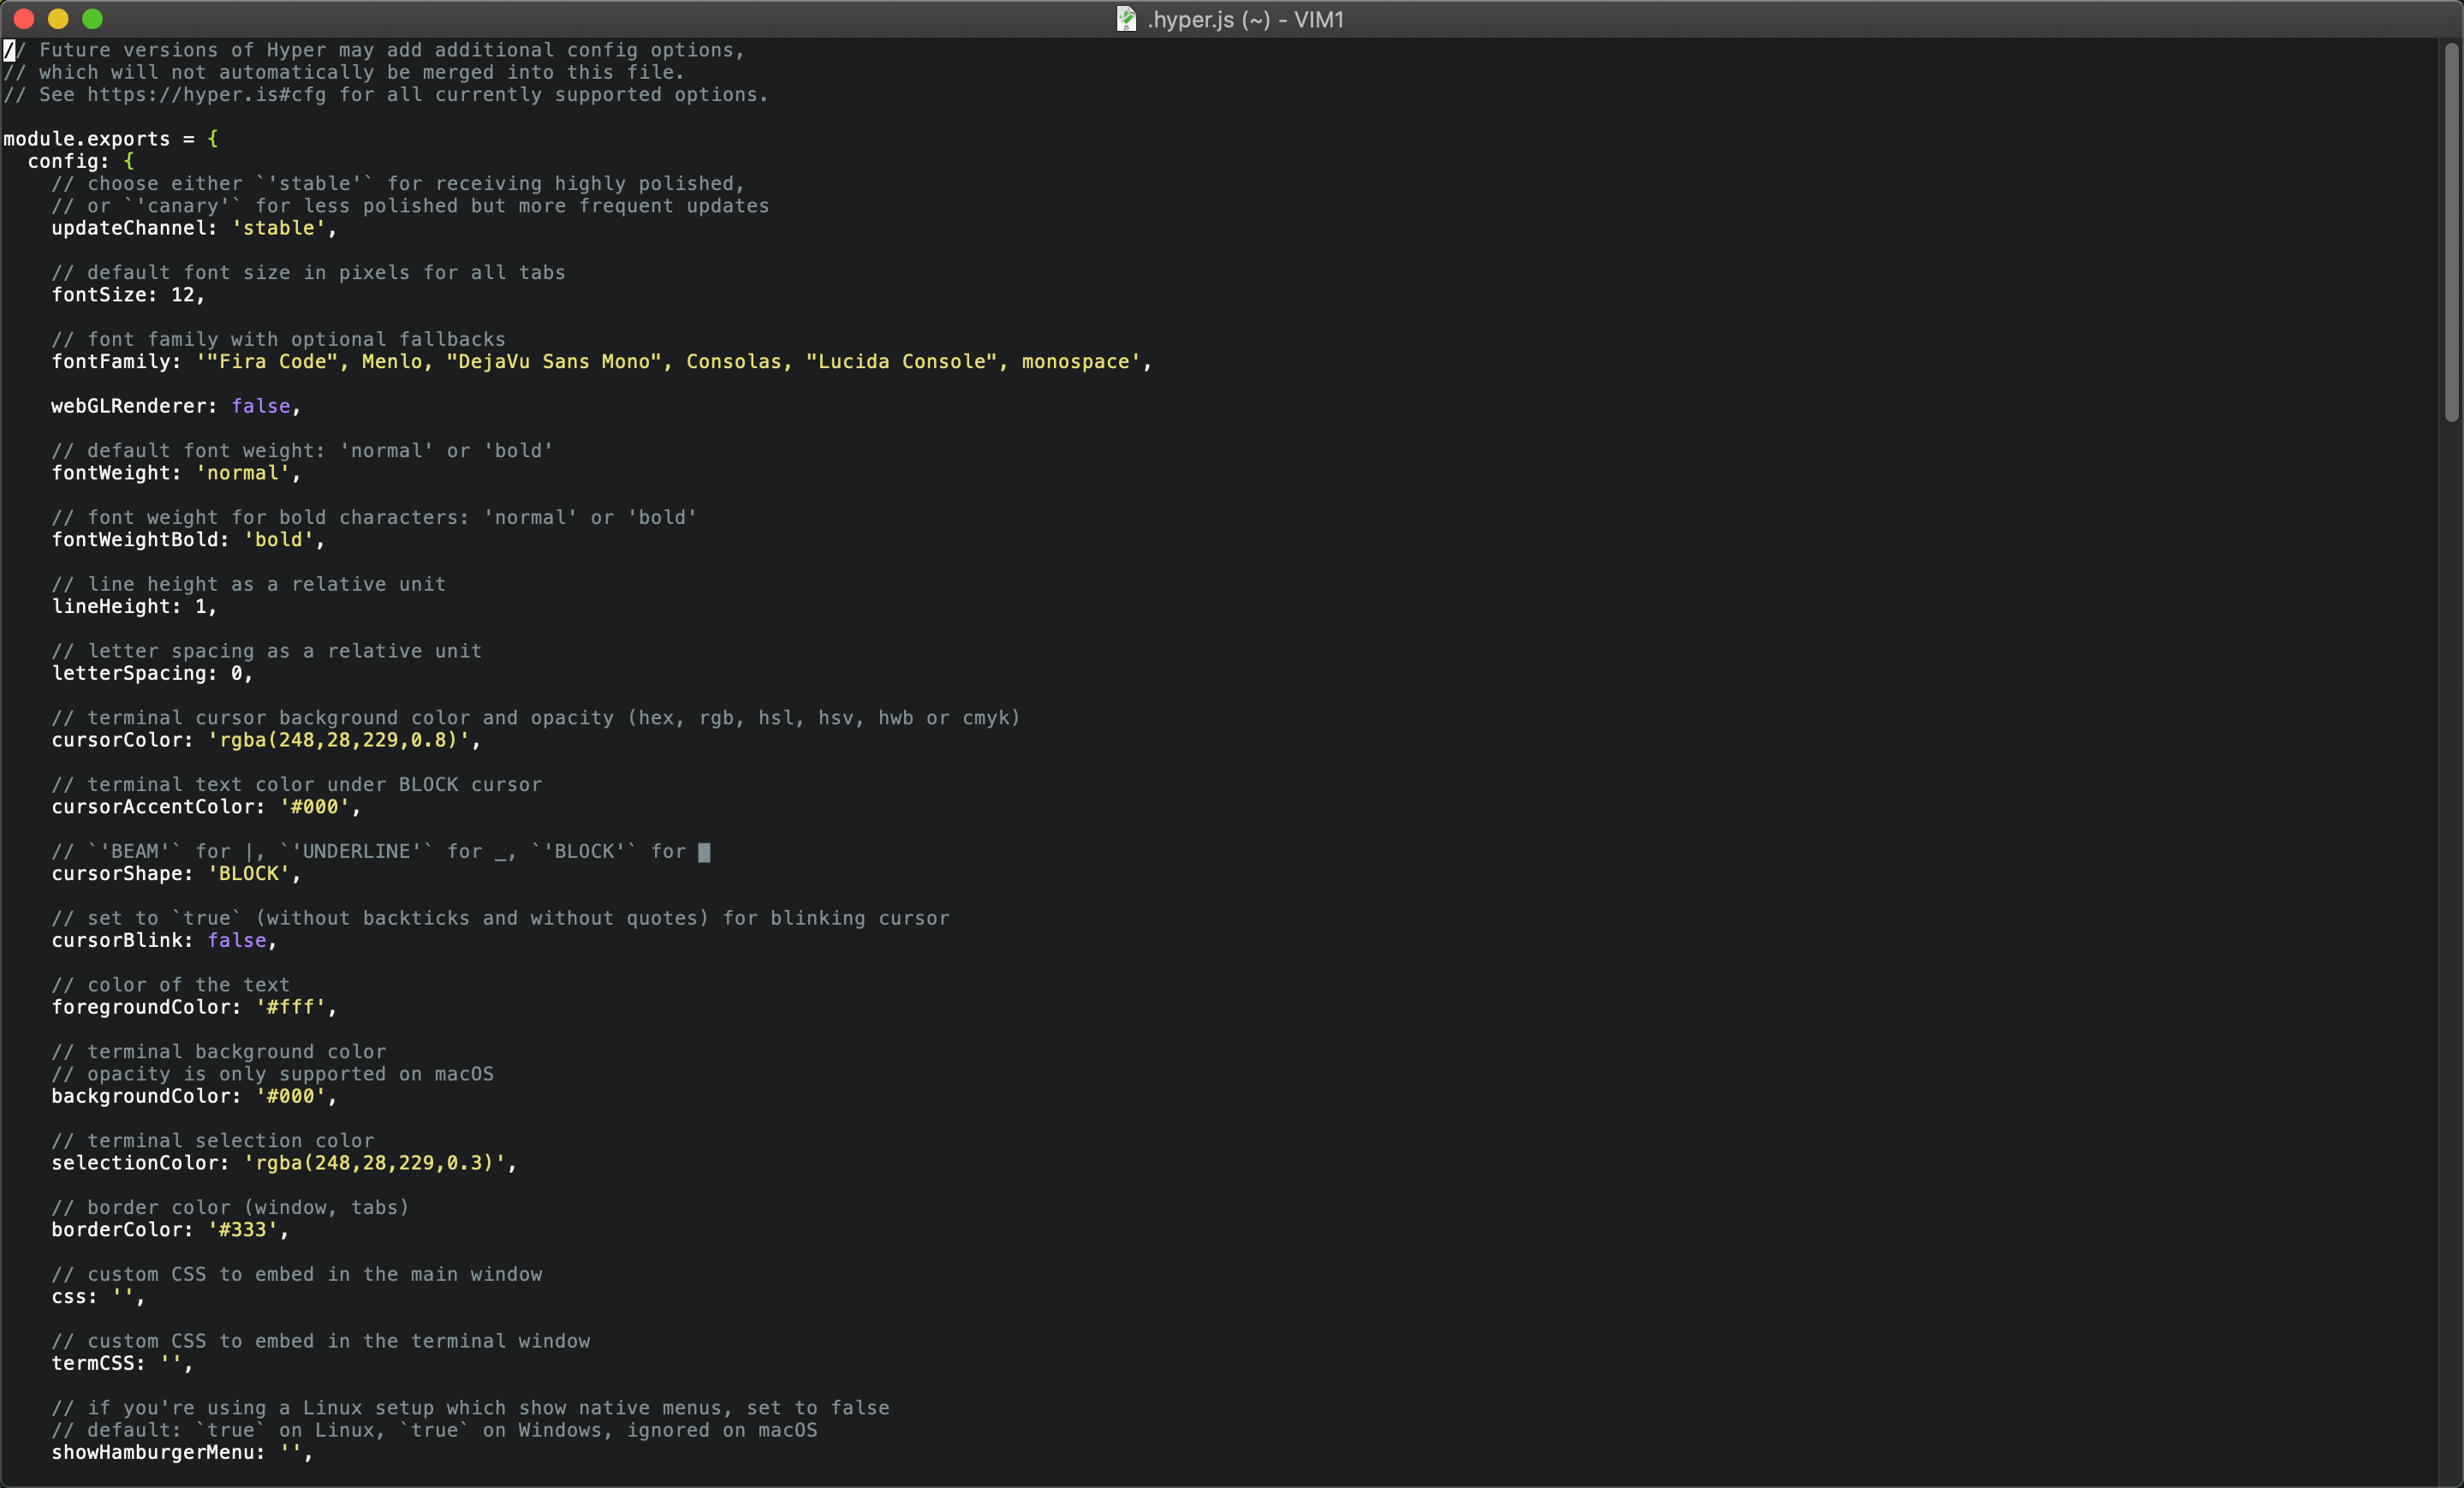 .hyper.js (~) - VIM1
// Future versions of Hyper may add additional config options,
// which will not automatically be merged into this file.
// See https://hyper.is#cfg for all currently supported options.

module.exports = {
  config: {
    // choose either `'stable'` for receiving highly polished,
    // or `'canary'` for less polished but more frequent updates
    updateChannel: 'stable',

    // default font size in pixels for all tabs
    fontSize: 12,

    // font family with optional fallbacks
    fontFamily: '"Fira Code", Menlo, "DejaVu Sans Mono", Consolas, "Lucida Console", monospace',

    webGLRenderer: false,

    // default font weight: 'normal' or 'bold'
    fontWeight: 'normal',

    // font weight for bold characters: 'normal' or 'bold'
    fontWeightBold: 'bold',

    // line height as a relative unit
    lineHeight: 1,

    // letter spacing as a relative unit
    letterSpacing: 0,

    // terminal cursor background color and opacity (hex, rgb, hsl, hsv, hwb or cmyk)
    cursorColor: 'rgba(248,28,229,0.8)',

    // terminal text color under BLOCK cursor
    cursorAccentColor: '#000',

    // `'BEAM'` for |, `'UNDERLINE'` for _, `'BLOCK'` for █
    cursorShape: 'BLOCK',

    // set to `true` (without backticks and without quotes) for blinking cursor
    cursorBlink: false,

    // color of the text
    foregroundColor: '#fff',

    // terminal background color
    // opacity is only supported on macOS
    backgroundColor: '#000',

    // terminal selection color
    selectionColor: 'rgba(248,28,229,0.3)',

    // border color (window, tabs)
    borderColor: '#333',

    // custom CSS to embed in the main window
    css: '',

    // custom CSS to embed in the terminal window
    termCSS: '',

    // if you're using a Linux setup which show native menus, set to false
    // default: `true` on Linux, `true` on Windows, ignored on macOS
    showHamburgerMenu: '',